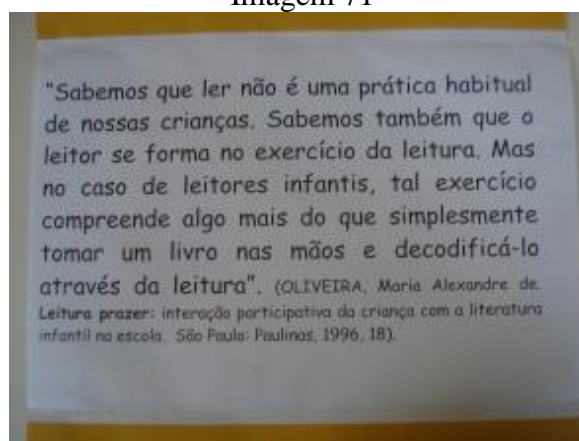 Imagem 71
"Sabemos que ler não é uma prática habitual
de nossas crianças. Sabemos também que o
leitor se forma no exercício da leitura. Mas
no caso de leitores infantis, tal exercício
compreende algo mais do que simplesmente
tomar um livro nas mãos e decodificá-lo
através da leitura". (OLIVEIRA, Maria Alexandre de.
Leitura prazer: interação participativa da criança com a literatura
infantil na escola. São Paulo: Paulinas, 1996, 18).